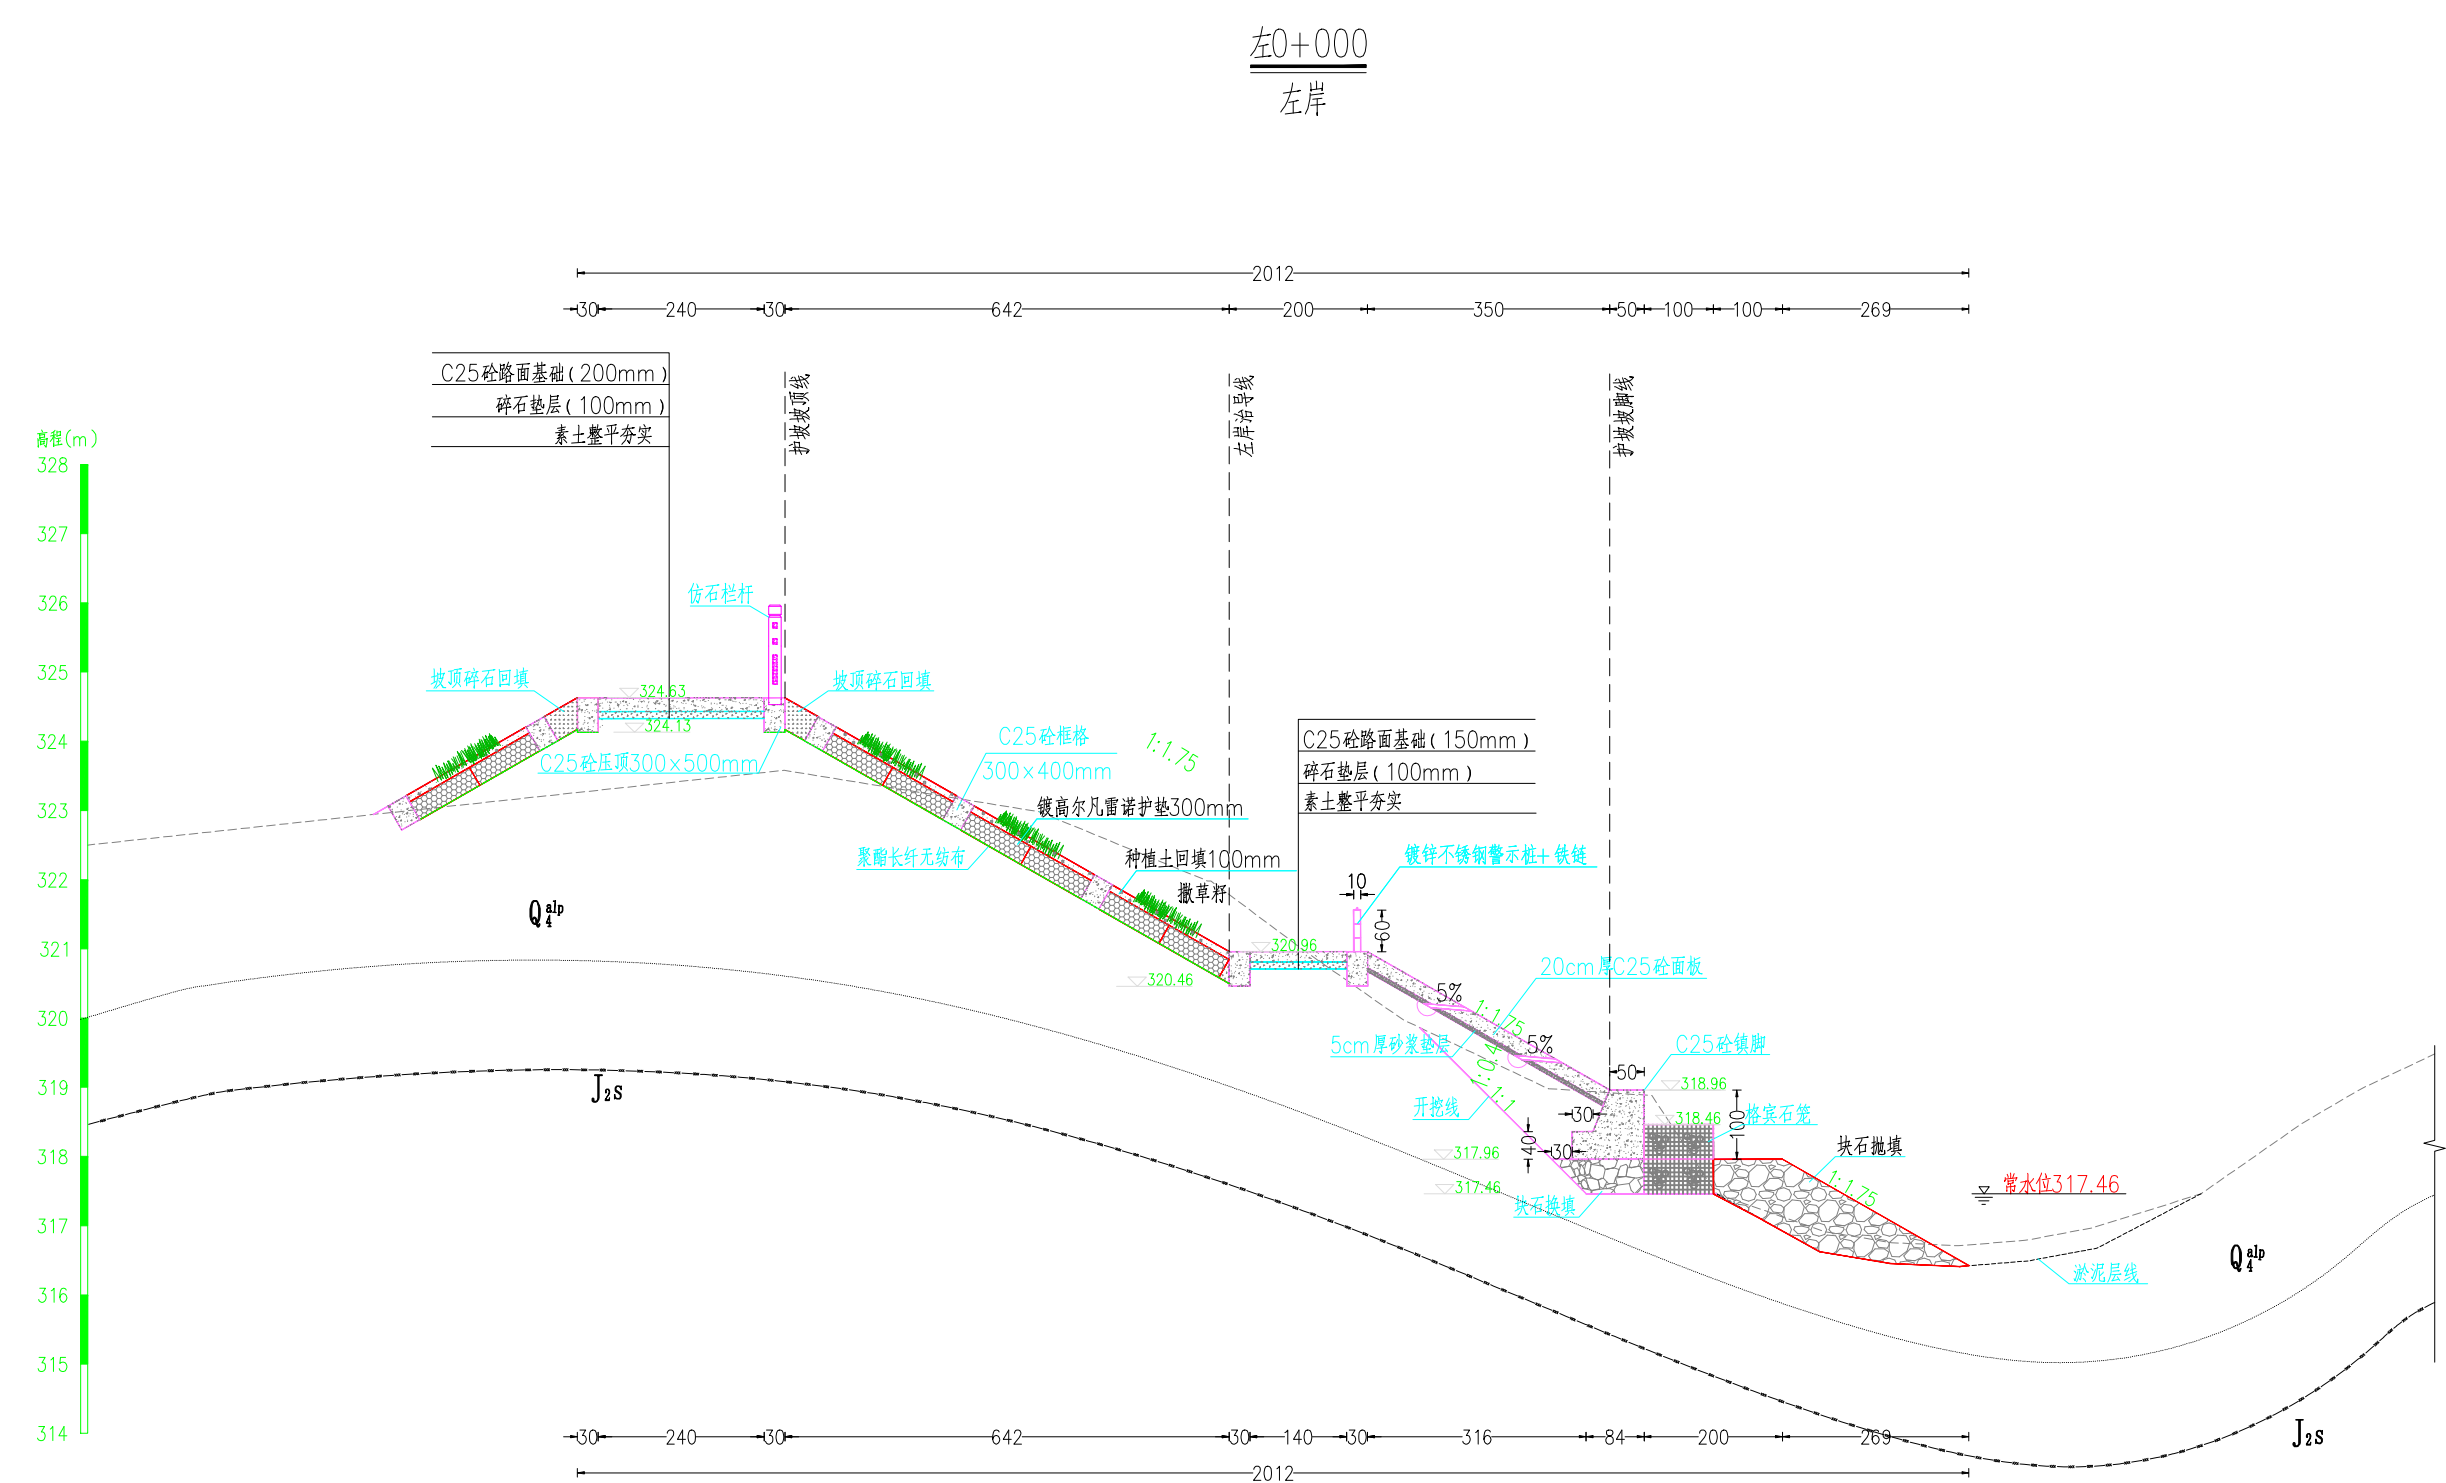 左0+000
左岸
2012
30 240 30 642 200 350 50 100 100 269
C25砼路面基础(200mm)
碎石垫层(100mm)
素土整平夯实
护坡坡顶线
左岸治导线
护坡坡脚线
高程(m)
328
327
326
325
324
323
322
321
320
319
318
317
316
315
314
仿石栏杆
坡顶碎石回填
324.63
324.13
坡顶碎石回填
C25砼压顶300×500mm
C25砼框格
300×400mm
1:1.75
镀高尔凡雷诺护垫300mm
聚酯长纤无纺布
种植土回填100mm
撒草籽
C25砼路面基础(150mm)
碎石垫层(100mm)
素土整平夯实
镀锌不锈钢警示桩+铁链
10
60
320.96
320.46
20cm厚C25砼面板
5%
1:1.75
5%
5cm厚砂浆垫层
1:0.4
1:1
开挖线
C25砼镇脚
50
318.96
318.46
格宾石笼
100
30
40
30
317.96
317.46
块石换填
块石抛填
1:1.75
常水位317.46
淤泥层线
Q4alp
J2s
Q4alp
J2s
30 240 30 642 30 140 30 316 84 200 269
2012